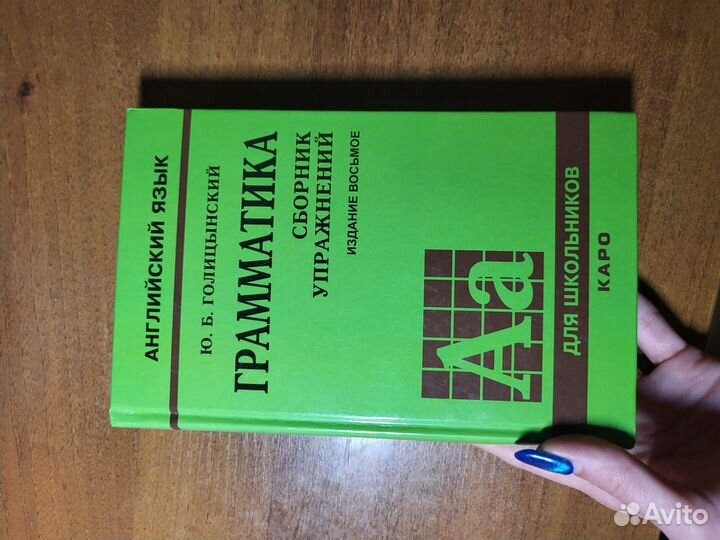 АНГЛИЙСКИЙ ЯЗЫК
Ю. Б. ГОЛИЦЫНСКИЙ
ГРАММАТИКА
СБОРНИК
УПРАЖНЕНИЙ
ИЗДАНИЕ ВОСЬМОЕ
Aa
ДЛЯ ШКОЛЬНИКОВ
КАРО
Avito